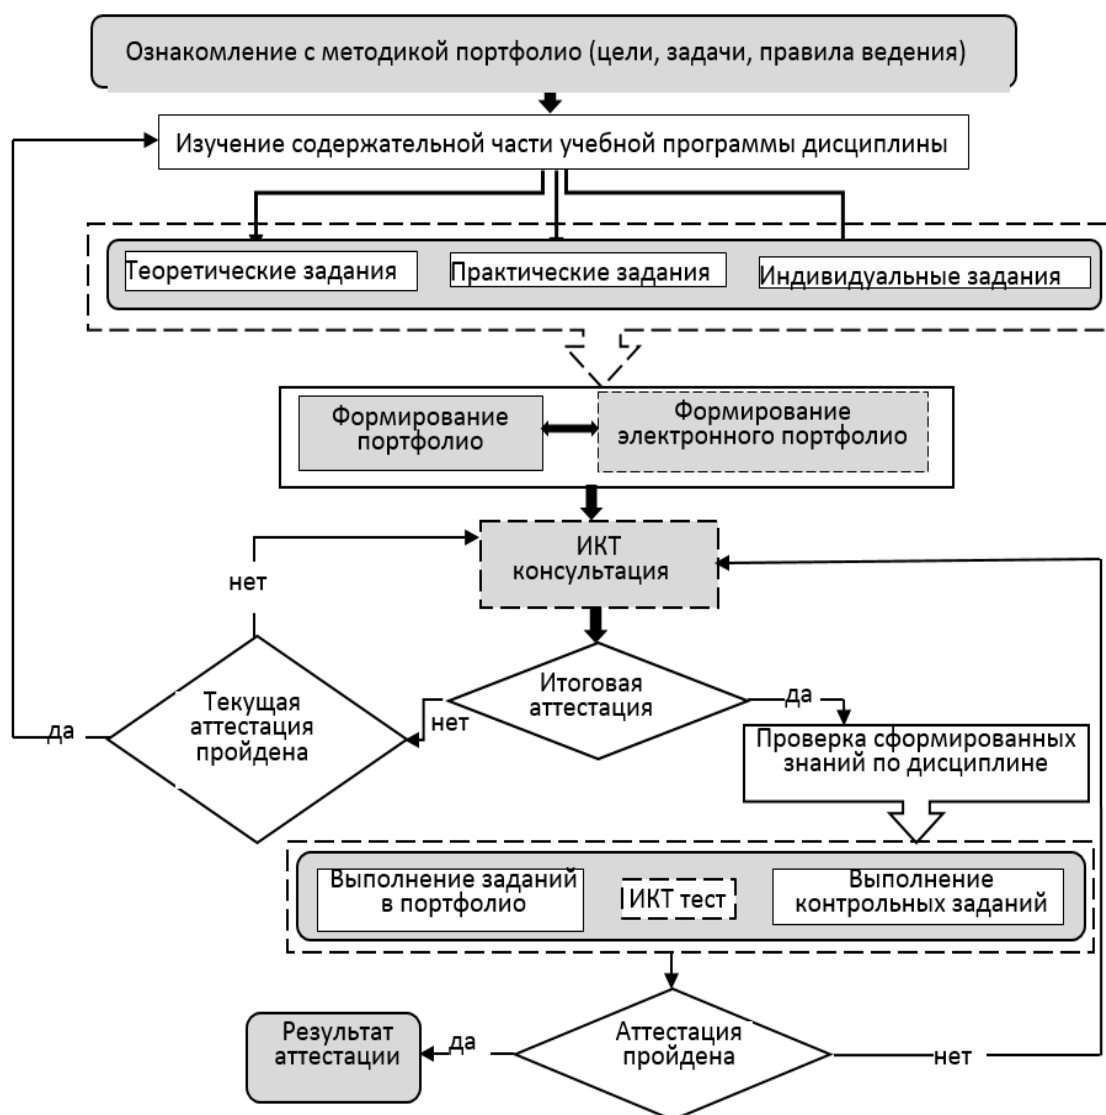 Ознакомление с методикой портфолио (цели, задачи, правила ведения)
Изучение содержательной части учебной программы дисциплины
Теоретические задания
Практические задания
Индивидуальные задания
Формирование
портфолио
Формирование
электронного портфолио
ИКТ
консультация
нет
Итоговая
аттестация
Текущая
аттестация
пройдена
да
нет
да
Проверка сформированных
знаний по дисциплине
Выполнение заданий
в портфолио
ИКТ тест
Выполнение
контрольных заданий
Аттестация
пройдена
да
нет
Результат
аттестации